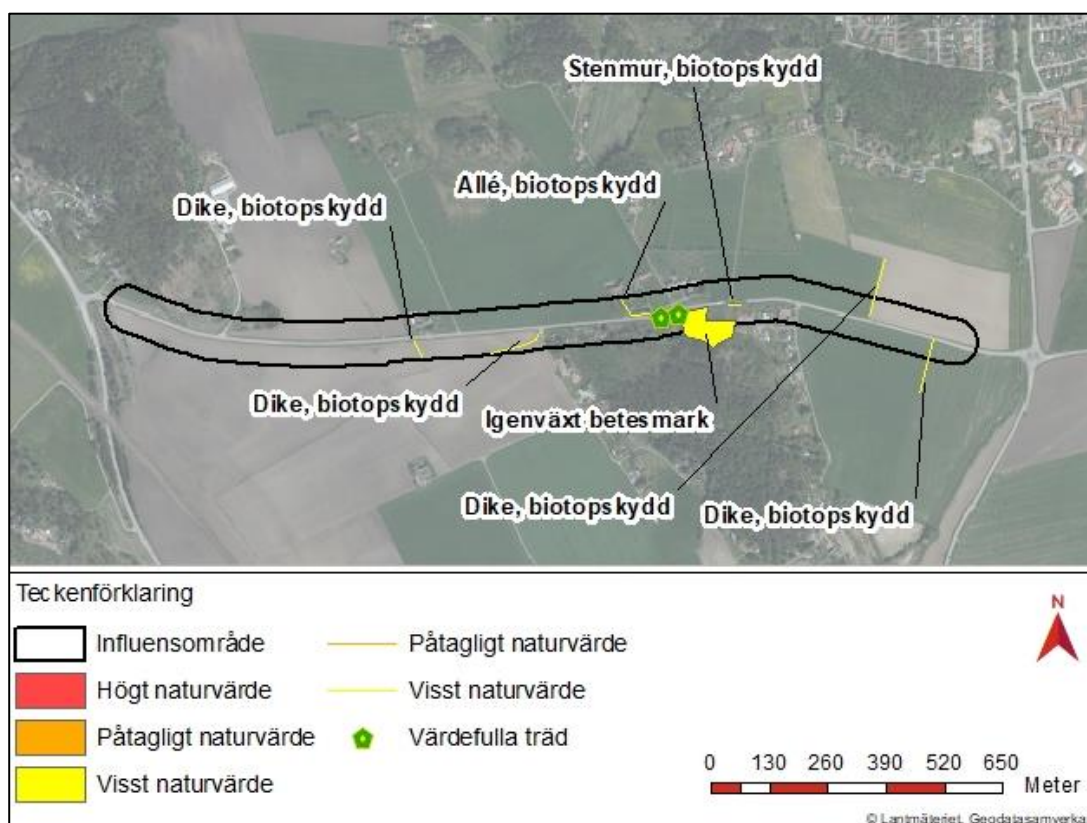 Stenmur, biotopskydd
Allé, biotopskydd
Dike, biotopskydd
Dike, biotopskydd
Igenväxt betesmark
Dike, biotopskydd
Dike, biotopskydd
Teckenförklaring
Influensområde
Högt naturvärde
Påtagligt naturvärde
Visst naturvärde
Påtagligt naturvärde
Visst naturvärde
Värdefulla träd
N
0 130 260 390 520 650
Meter
© Lantmäteriet, Geodatasamverka